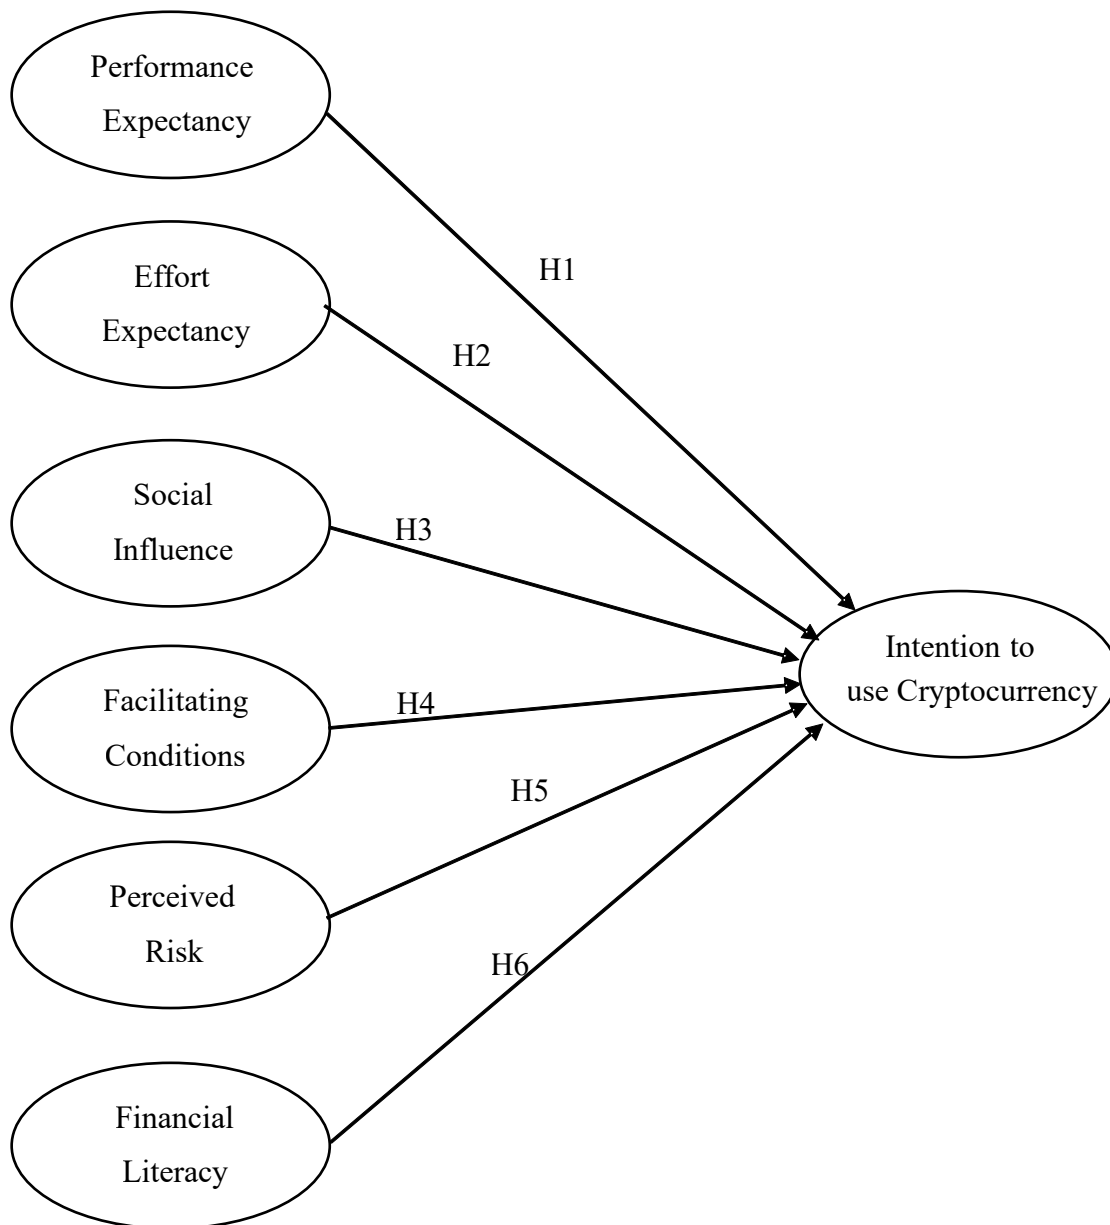 Performance
Expectancy
H1
Effort
Expectancy
H2
Social
Influence
H3
Intention to
use Cryptocurrency
Facilitating
Conditions
H4
H5
Perceived
Risk
H6
Financial
Literacy